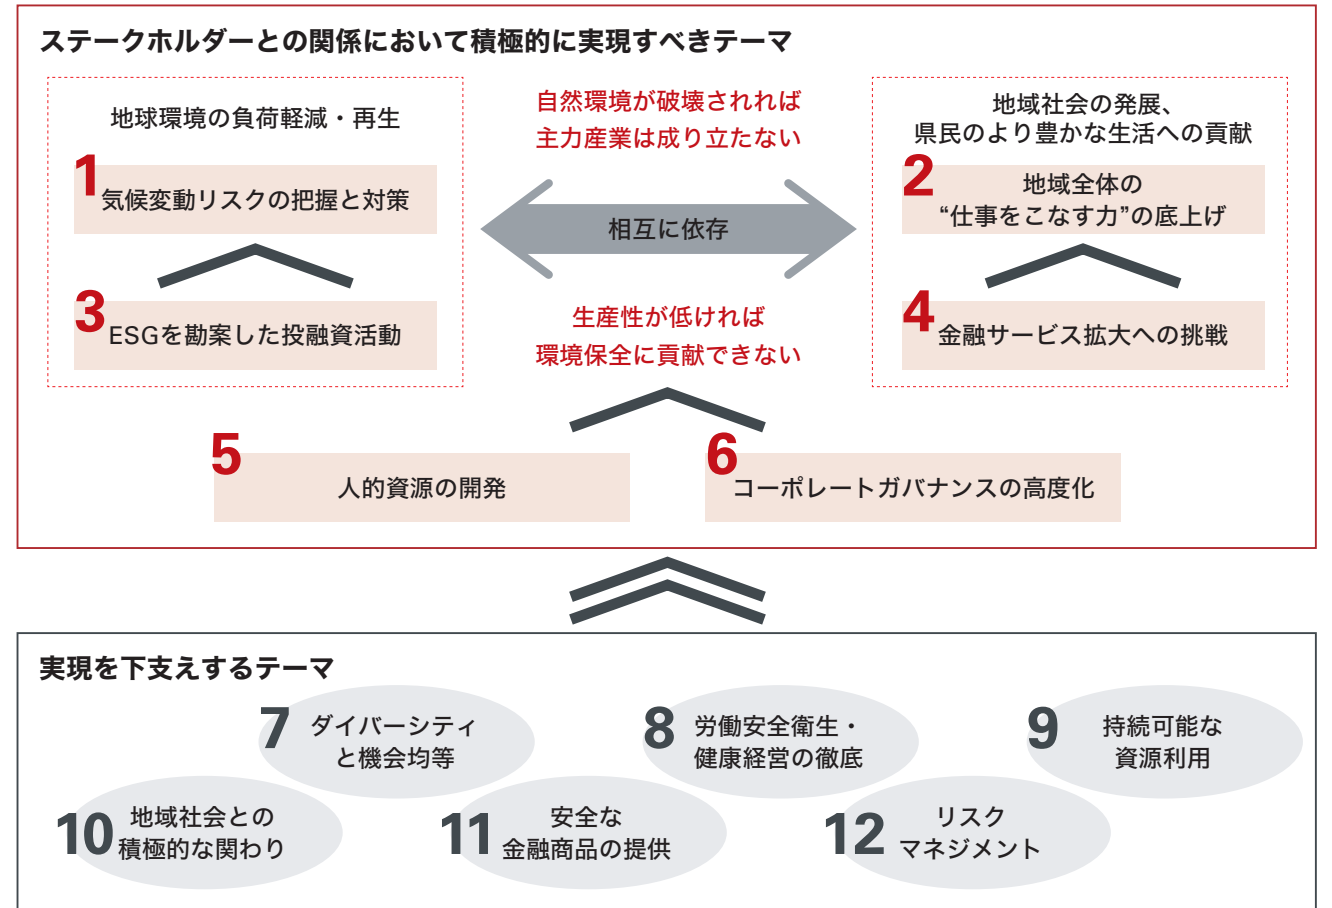 ステークホルダーとの関係において積極的に実現すべきテーマ
地球環境の負荷軽減・再生
1
気候変動リスクの把握と対策
3
ESGを勘案した投融資活動
自然環境が破壊されれば
主力産業は成り立たない
相互に依存
生産性が低ければ
環境保全に貢献できない
地域社会の発展、
県民のより豊かな生活への貢献
2
地域全体の
“仕事をこなす力”の底上げ
4
金融サービス拡大への挑戦
5
人的資源の開発
6
コーポレートガバナンスの高度化
実現を下支えするテーマ
7
ダイバーシティ
と機会均等
8
労働安全衛生・
健康経営の徹底
9
持続可能な
資源利用
10
地域社会との
積極的な関わり
11
安全な
金融商品の提供
12
リスク
マネジメント